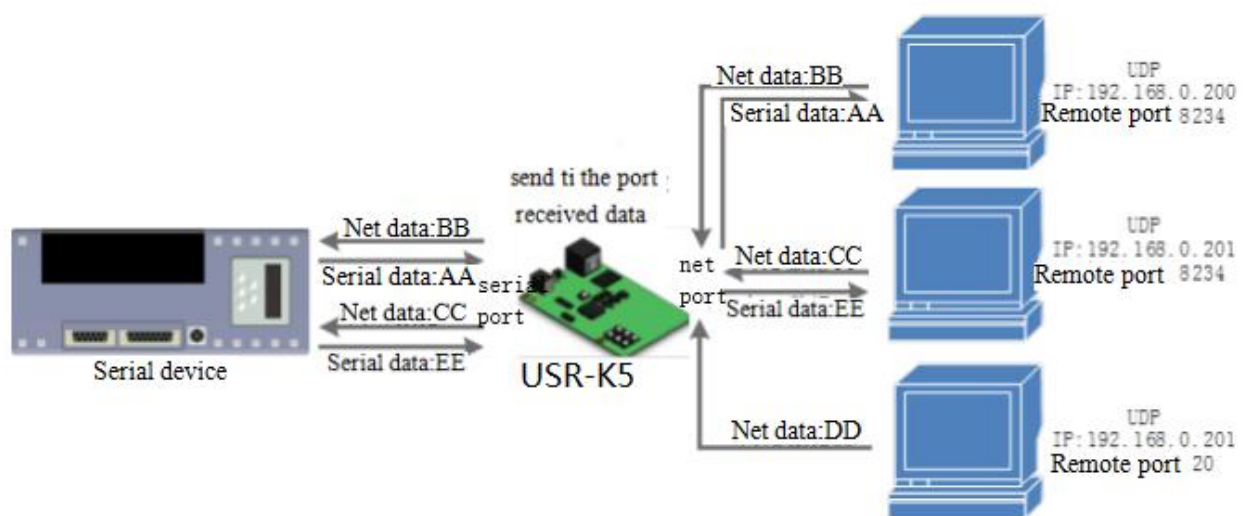 Net data:BB
Serial data:AA
UDP
IP:192.168.0.200
Remote port 8234
send ti the port
received data
Net data:BB
Serial data:AA
Net data:CC
Serial data:EE
Serial device
serial
port
USR-K5
net
port
Net data:CC
Serial data:EE
UDP
IP:192.168.0.201
Remote port 8234
Net data:DD
UDP
IP:192.168.0.201
Remote port 20